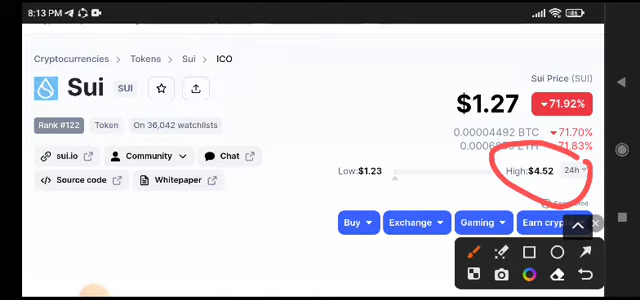 8:13 PM
Cryptocurrencies > Tokens > Sui > ICO
Sui SUI
Sui Price (SUI)
$1.27 71.92%
Rank #122 Token On 36,042 watchlists
0.00004492 BTC 71.70%
71.83%
sui.io Community Chat
Low:$1.23 High:$4.52 24h
Source code Whitepaper
Buy Exchange Gaming Earn